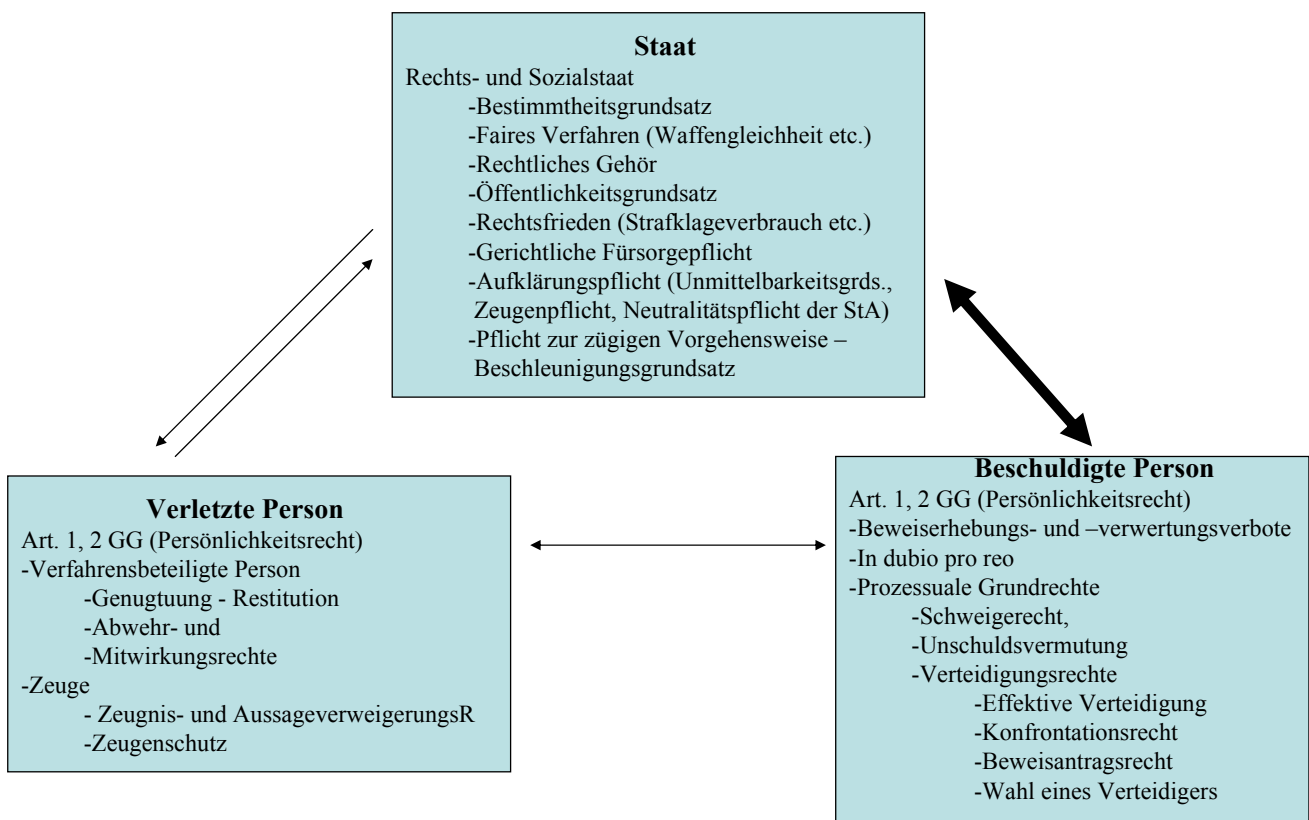 Staat
Rechts- und Sozialstaat
-Bestimmtheitsgrundsatz
-Faires Verfahren (Waffengleichheit etc.)
-Rechtliches Gehör
-Öffentlichkeitsgrundsatz
-Rechtsfrieden (Strafklageverbrauch etc.)
-Gerichtliche Fürsorgepflicht
-Aufklärungspflicht (Unmittelbarkeitsgrds.,
Zeugenpflicht, Neutralitätspflicht der StA)
-Pflicht zur zügigen Vorgehensweise –
Beschleunigungsgrundsatz
Verletzte Person
Art. 1, 2 GG (Persönlichkeitsrecht)
-Verfahrensbeteiligte Person
-Genugtuung - Restitution
-Abwehr- und
-Mitwirkungsrechte
-Zeuge
- Zeugnis- und AussageverweigerungsR
-Zeugenschutz
Beschuldigte Person
Art. 1, 2 GG (Persönlichkeitsrecht)
-Beweiserhebungs- und –verwertungsverbote
-In dubio pro reo
-Prozessuale Grundrechte
-Schweigerecht,
-Unschuldsvermutung
-Verteidigungsrechte
-Effektive Verteidigung
-Konfrontationsrecht
-Beweisantragsrecht
-Wahl eines Verteidigers